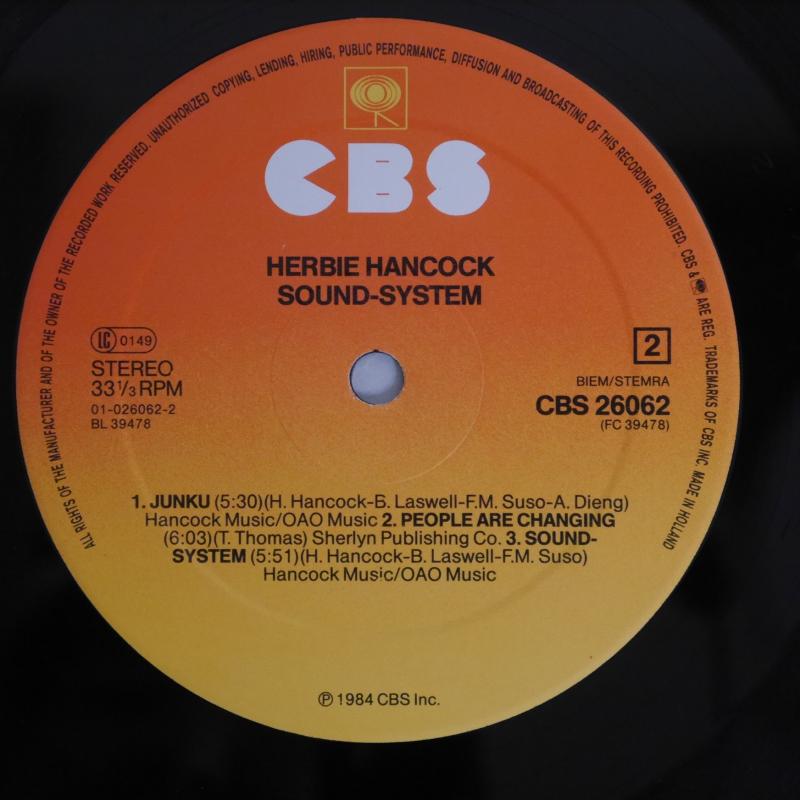 ALL RIGHTS OF THE MANUFACTURER AND OF THE OWNER OF THE RECORDED WORK RESERVED. UNAUTHORIZED COPYING, LENDING, HIRING, PUBLIC PERFORMANCE, DIFFUSION AND BROADCASTING OF THIS RECORDING PROHIBITED. CBS & ARE REG. TRADEMARKS OF CBS INC. MADE IN HOLLAND
CBS
HERBIE HANCOCK
SOUND-SYSTEM
LC 0149
STEREO
33 1/3 RPM
01-026062-2
BL 39478
2
BIEM/STEMRA
CBS 26062
(FC 39478)
1. JUNKU (5:30)(H. Hancock-B. Laswell-F.M. Suso-A. Dieng)
Hancock Music/OAO Music 2. PEOPLE ARE CHANGING
(6:03)(T. Thomas) Sherlyn Publishing Co. 3. SOUND-
SYSTEM (5:51)(H. Hancock-B. Laswell-F.M. Suso)
Hancock Music/OAO Music
℗ 1984 CBS Inc.